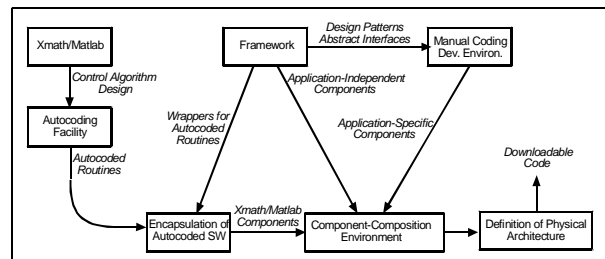 Xmath/Matlab
Framework
Design Patterns
Abstract Interfaces
Manual Coding
Dev. Environ.
Control Algorithm
Design
Application-Independent
Components
Autocoding
Facility
Wrappers for
Autocoded
Routines
Application-Specific
Components
Autocoded
Routines
Downloadable
Code
Encapsulation of
Autocoded SW
Xmath/Matlab
Components
Component-Composition
Environment
Definition of Physical
Architecture